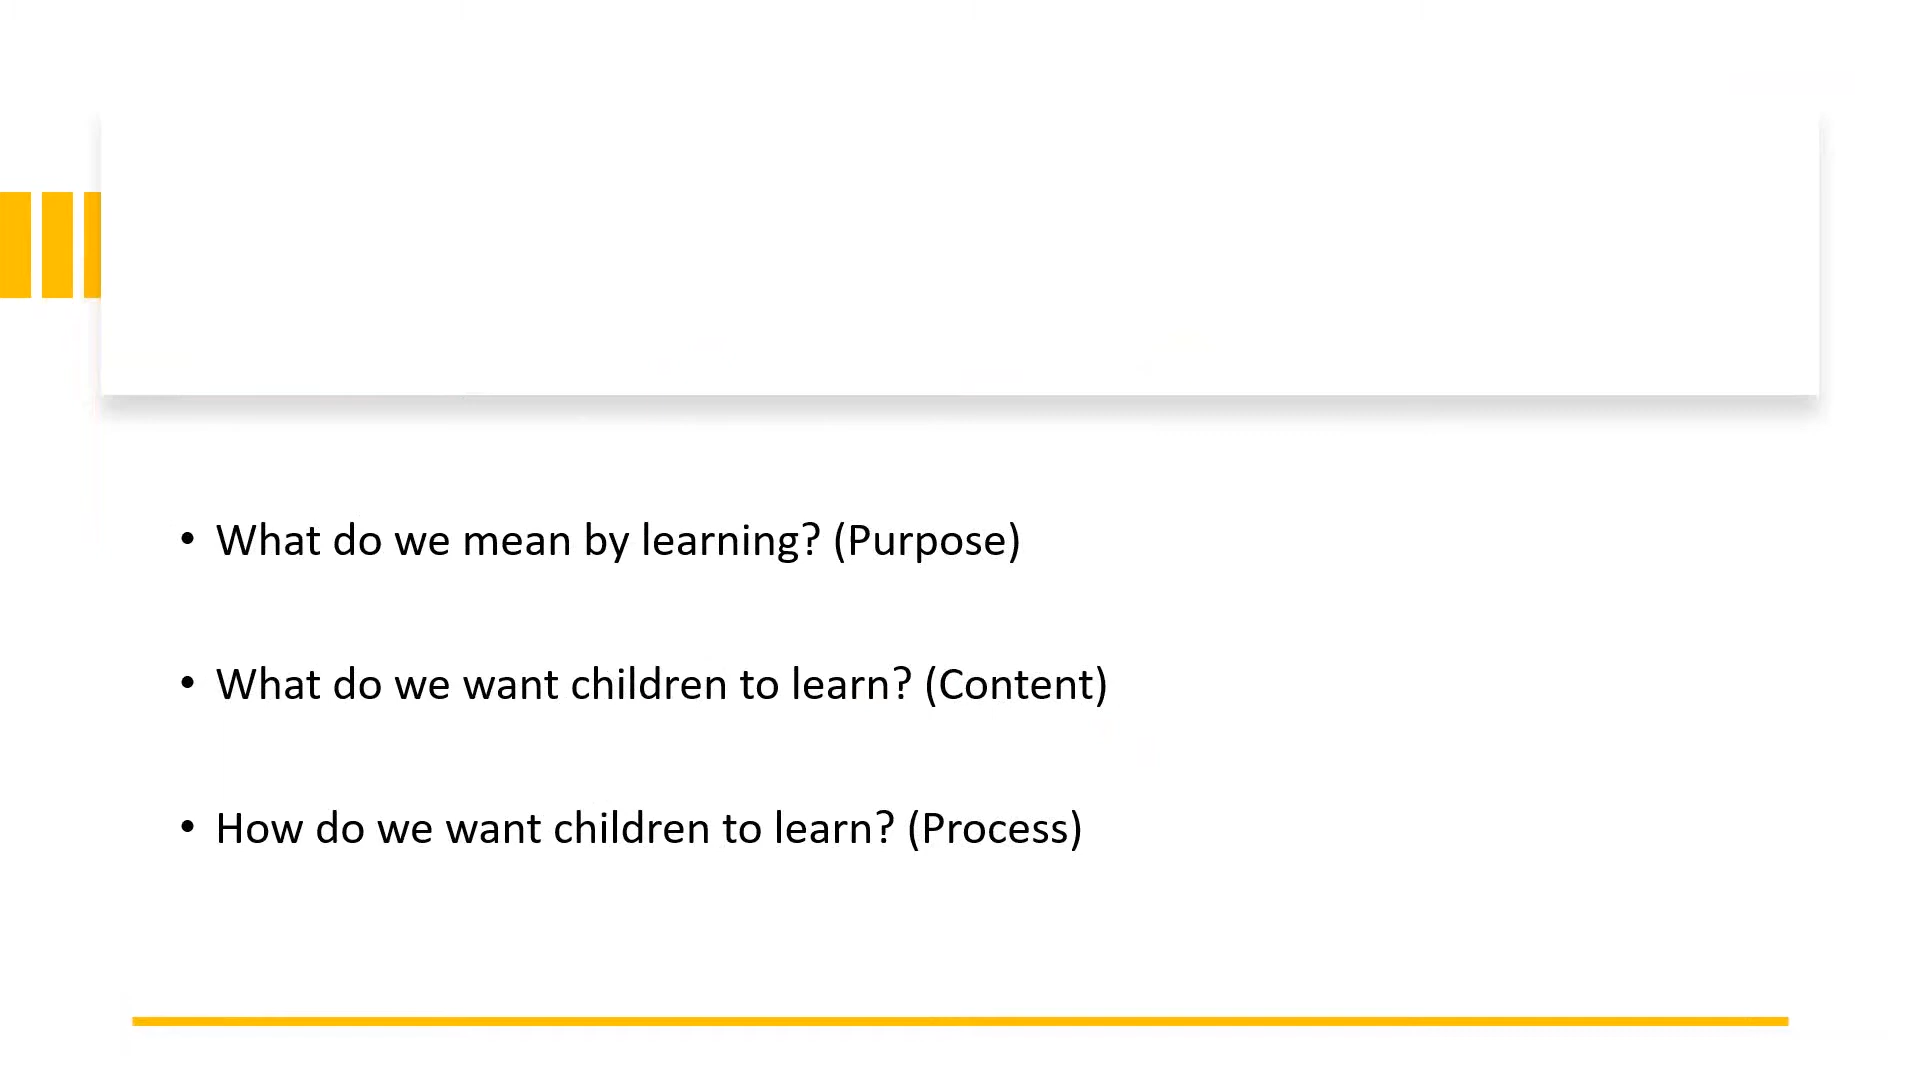 • What do we mean by learning? (Purpose)
• What do we want children to learn? (Content)
• How do we want children to learn? (Process)